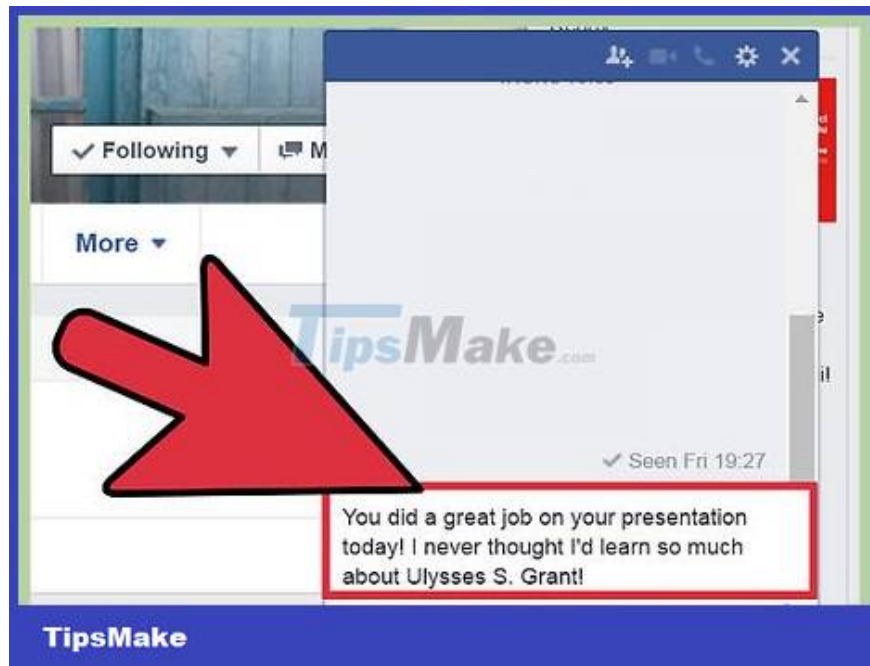 Following
M
More
TipsMake.com
Seen Fri 19:27
You did a great job on your presentation
today! I never thought I'd learn so much
about Ulysses S. Grant!
TipsMake